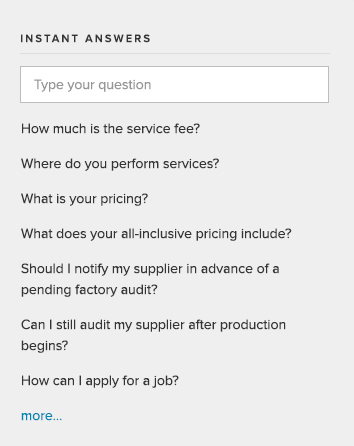 INSTANT ANSWERS
Type your question
How much is the service fee?
Where do you perform services?
What is your pricing?
What does your all-inclusive pricing include?
Should I notify my supplier in advance of a
pending factory audit?
Can I still audit my supplier after production
begins?
How can I apply for a job?
more...